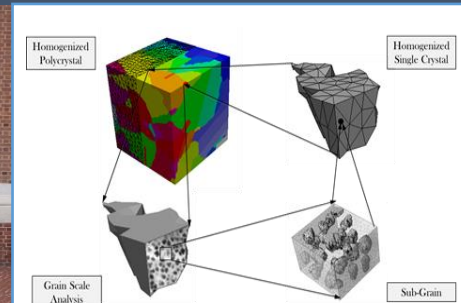 Homogenized
Polycrystal
Homogenized
Single Crystal
Grain Scale
Analysis
Sub-Grain